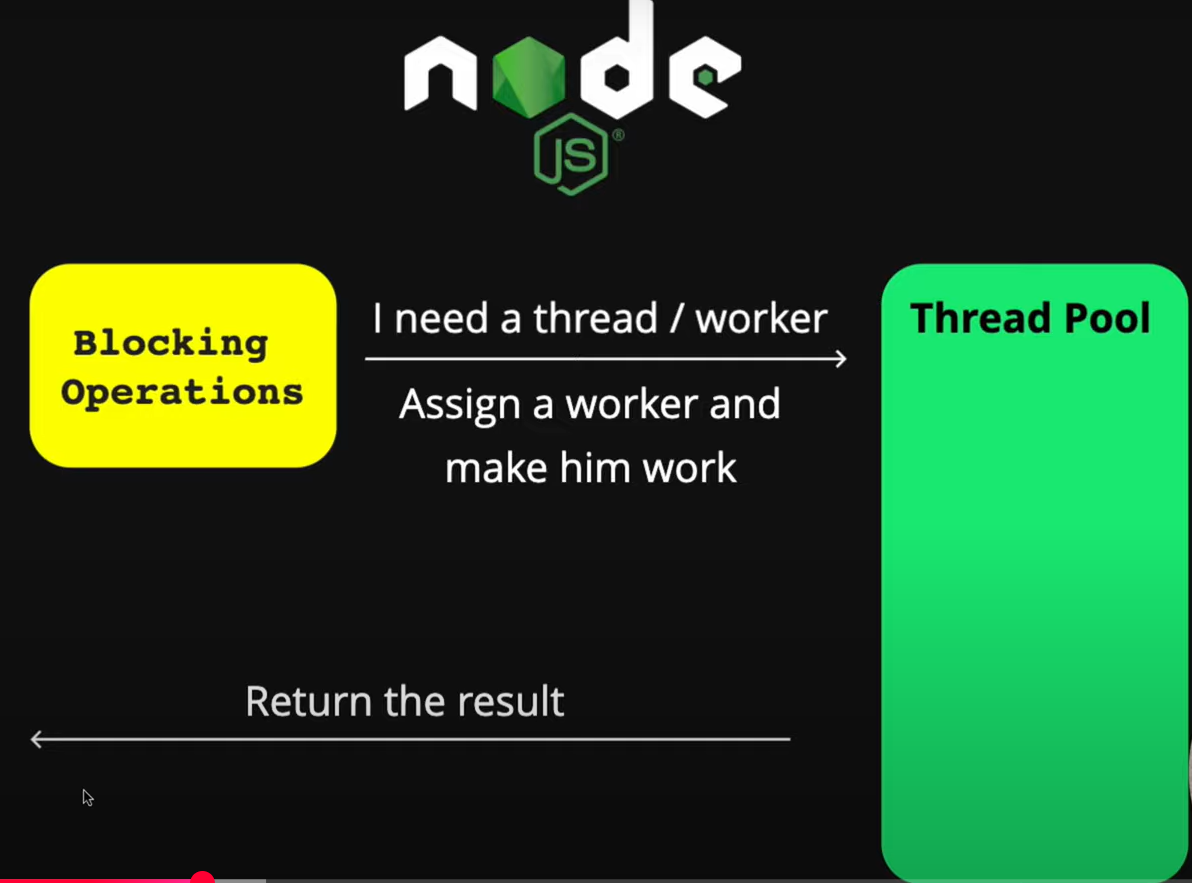 node
JS®
Blocking
Operations
I need a thread / worker
Assign a worker and
make him work
Thread Pool
Return the result